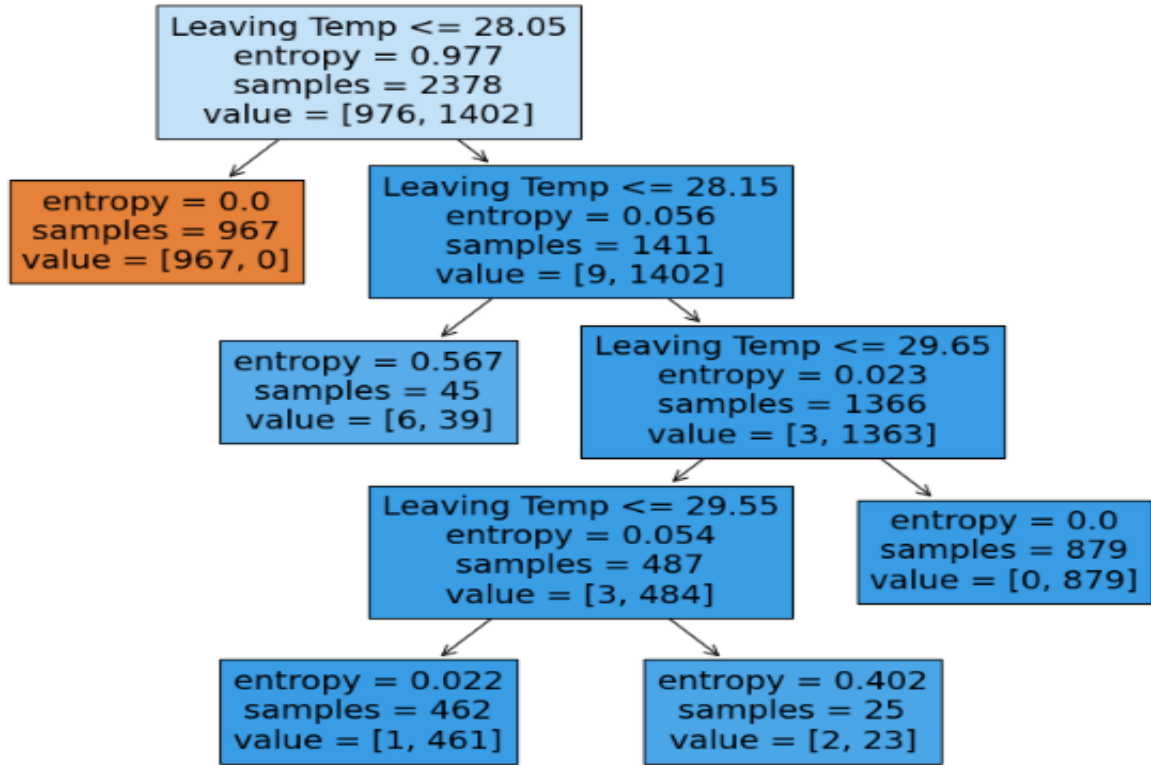 Leaving Temp <= 28.05
entropy = 0.977
samples = 2378
value = [976, 1402]
entropy = 0.0
samples = 967
value = [967, 0]
Leaving Temp <= 28.15
entropy = 0.056
samples = 1411
value = [9, 1402]
entropy = 0.567
samples = 45
value = [6, 39]
Leaving Temp <= 29.65
entropy = 0.023
samples = 1366
value = [3, 1363]
Leaving Temp <= 29.55
entropy = 0.054
samples = 487
value = [3, 484]
entropy = 0.0
samples = 879
value = [0, 879]
entropy = 0.022
samples = 462
value = [1, 461]
entropy = 0.402
samples = 25
value = [2, 23]